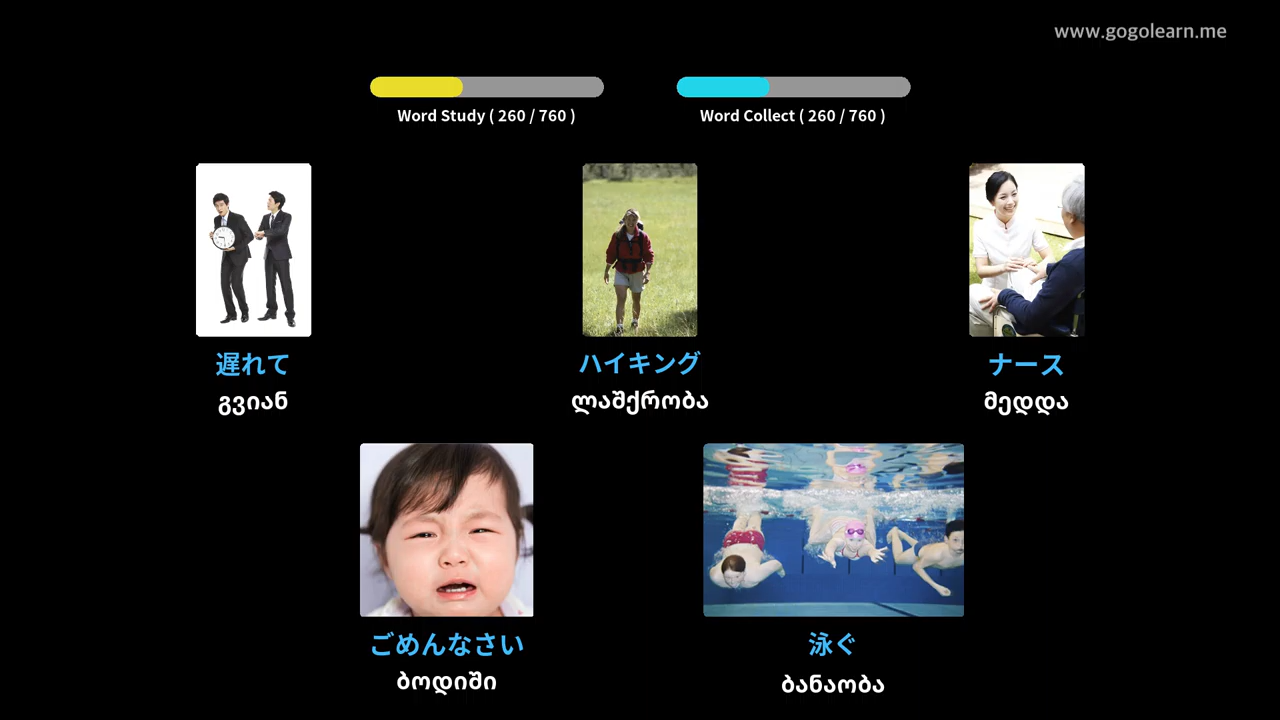 www.gogolearn.me
Word Study ( 260 / 760 )
Word Collect ( 260 / 760 )
遅れて
გვიან
ハイキング
ლაშქრობა
ナース
მედდა
ごめんなさい
ბოდიში
泳ぐ
ბანაობა